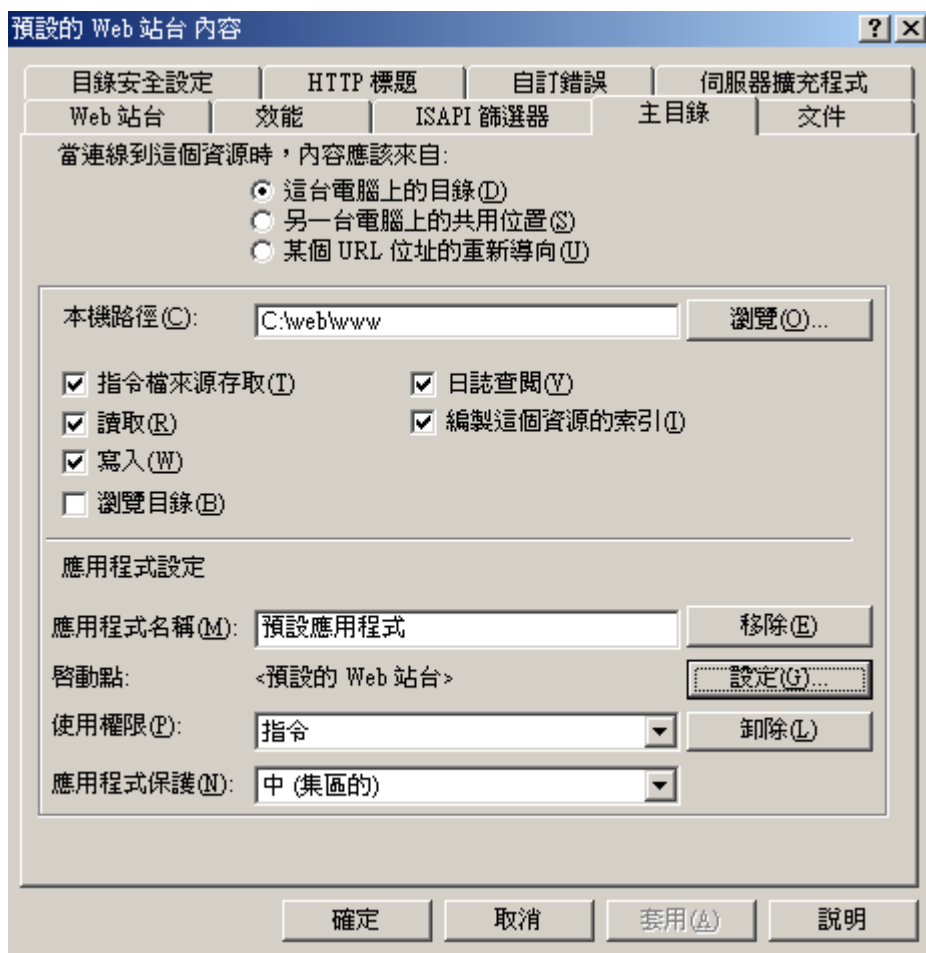 預設的 Web 站台 內容
目錄安全設定 HTTP 標題 自訂錯誤 伺服器擴充程式
Web 站台 效能 ISAPI 篩選器 主目錄 文件
當連線到這個資源時，內容應該來自:
這台電腦上的目錄(D)
另一台電腦上的共用位置(S)
某個 URL 位址的重新導向(U)
本機路徑(C): C:\web\www 瀏覽(O)...
指令檔來源存取(T) 日誌查閱(V)
讀取(R) 編製這個資源的索引(I)
寫入(W)
瀏覽目錄(B)
應用程式設定
應用程式名稱(M): 預設應用程式 移除(E)
啓動點: <預設的 Web 站台> 設定(G)...
使用權限(P): 指令 卸除(L)
應用程式保護(N): 中 (集區的)
確定 取消 套用(A) 說明